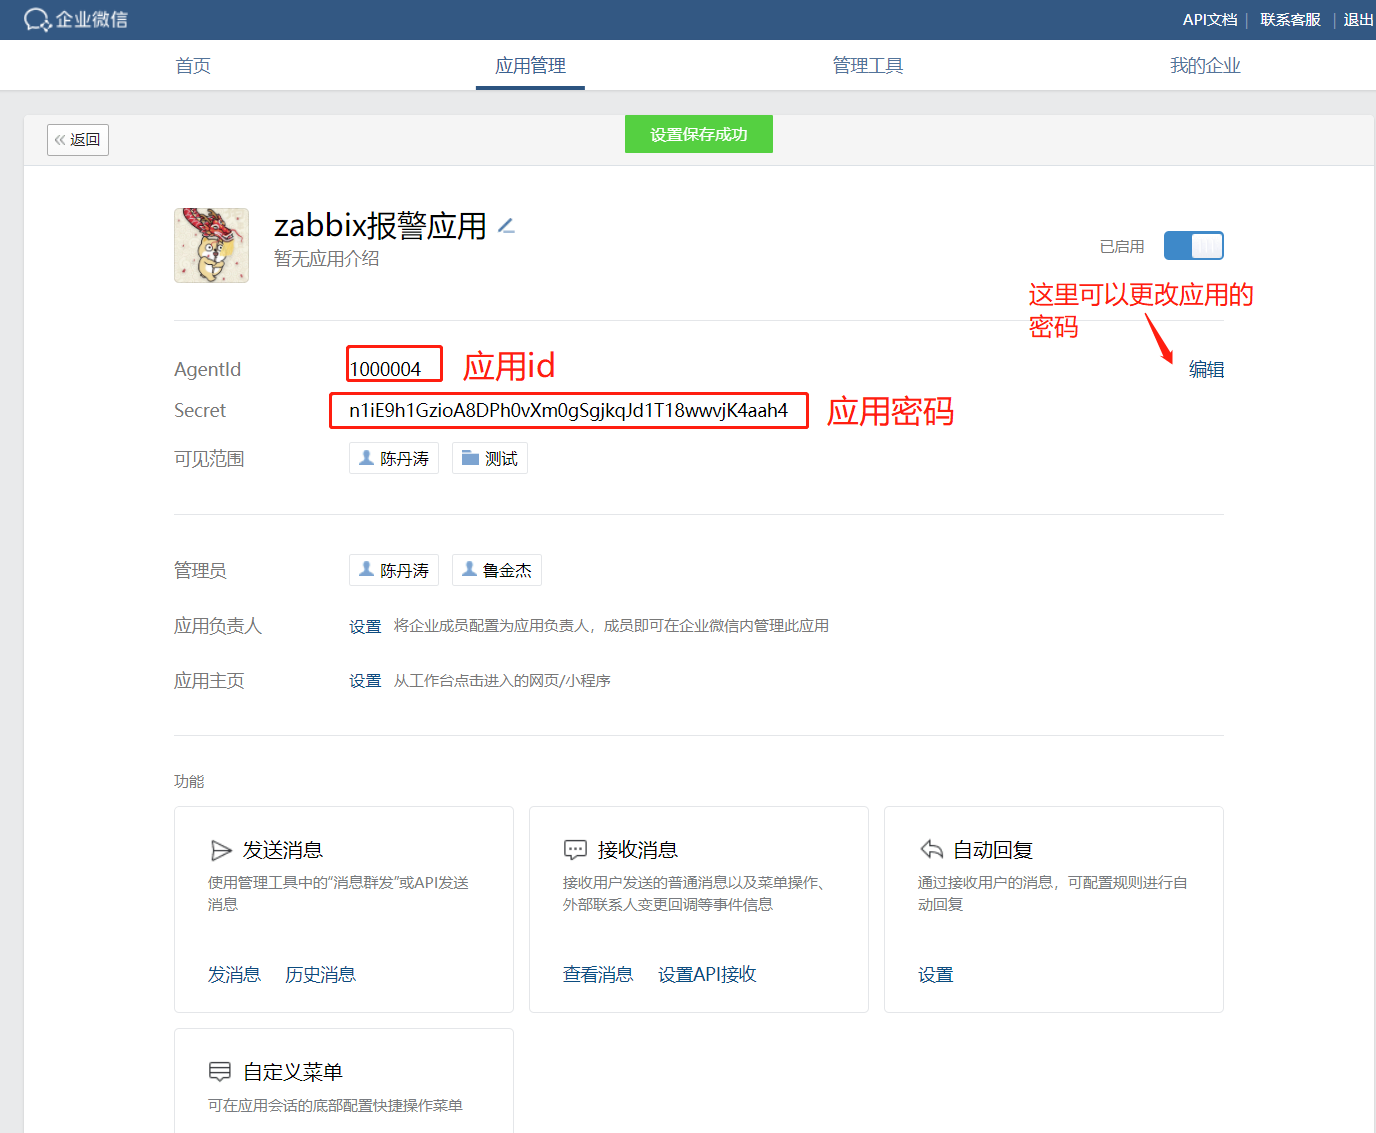 企业微信
API文档 | 联系客服 | 退出
首页 应用管理 管理工具 我的企业
« 返回
设置保存成功
zabbix报警应用
暂无应用介绍
已启用
这里可以更改应用的
密码
AgentId 1000004 应用id
编辑
Secret n1iE9h1GzioA8DPh0vXm0gSgjkqJd1T18wwvjK4aah4 应用密码
可见范围 陈丹涛 测试
管理员 陈丹涛 鲁金杰
应用负责人 设置 将企业成员配置为应用负责人，成员即可在企业微信内管理此应用
应用主页 设置 从工作台点击进入的网页/小程序
功能
发送消息
使用管理工具中的“消息群发”或API发送
消息
发消息 历史消息
接收消息
接收用户发送的普通消息以及菜单操作、
外部联系人变更回调等事件信息
查看消息 设置API接收
自动回复
通过接收用户的消息，可配置规则进行自
动回复
设置
自定义菜单
可在应用会话的底部配置快捷操作菜单